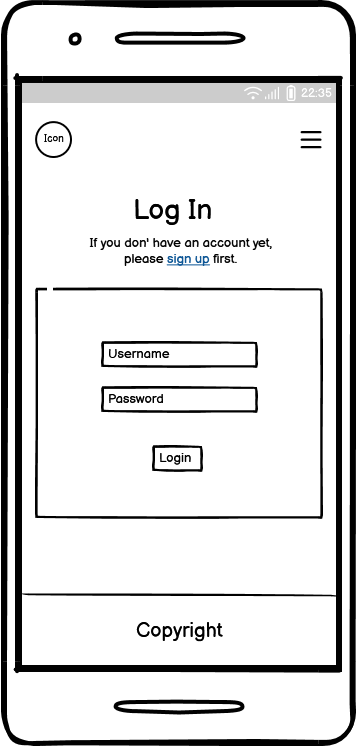 22:35
Icon
Log In
If you don' have an account yet,
please sign up first.
Username
Password
Login
Copyright